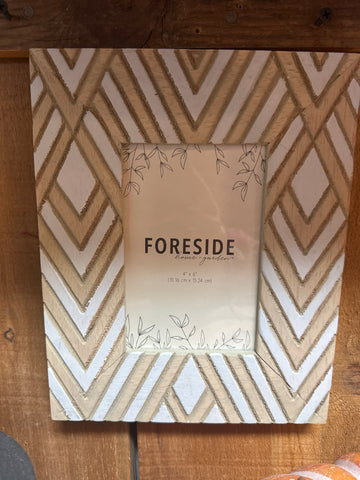 FORESIDE
home + garden
4" x 6"
(10.16 cm x 15.24 cm)